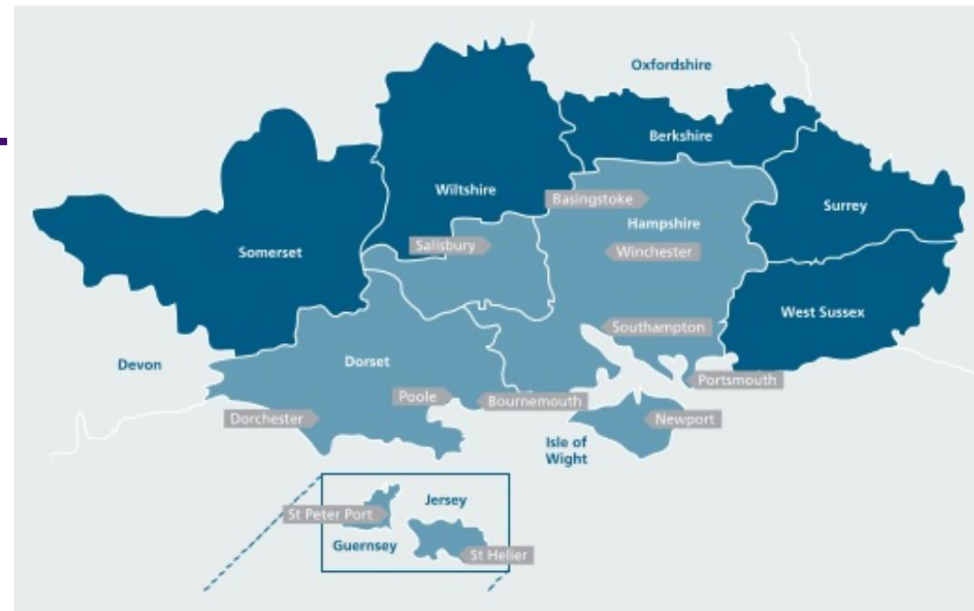 Oxfordshire
Berkshire
Wiltshire
Basingstoke
Surrey
Hampshire
Salisbury
Winchester
Somerset
West Sussex
Southampton
Devon
Dorset
Portsmouth
Poole
Bournemouth
Dorchester
Newport
Isle of
Wight
Jersey
St Peter Port
Guernsey
St Helier